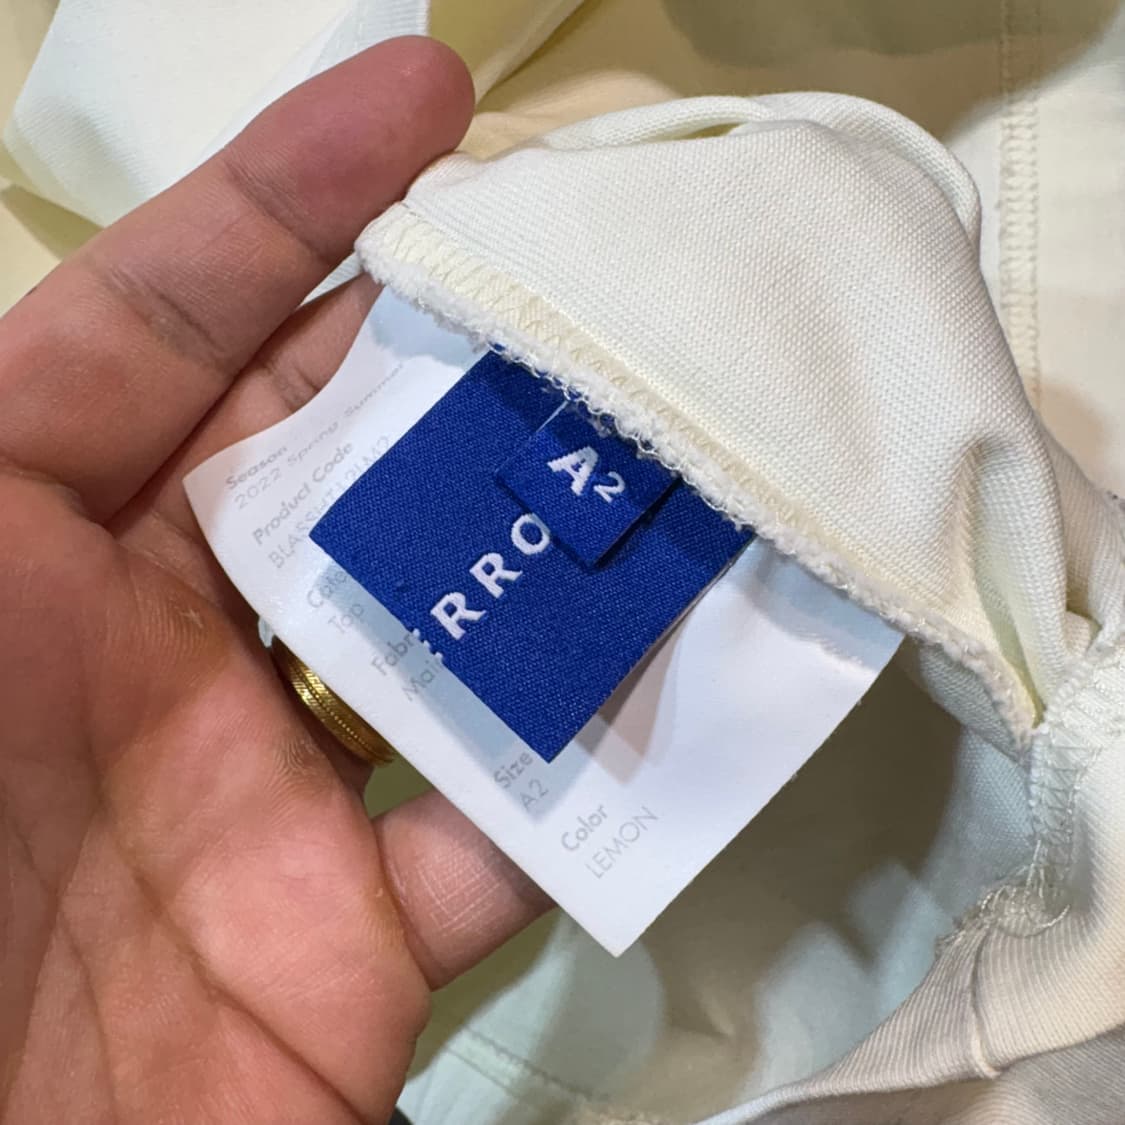 Season
2022 Spring Summer
Product Code
Top
Size
A2
Color
LEMON
A2
RRO